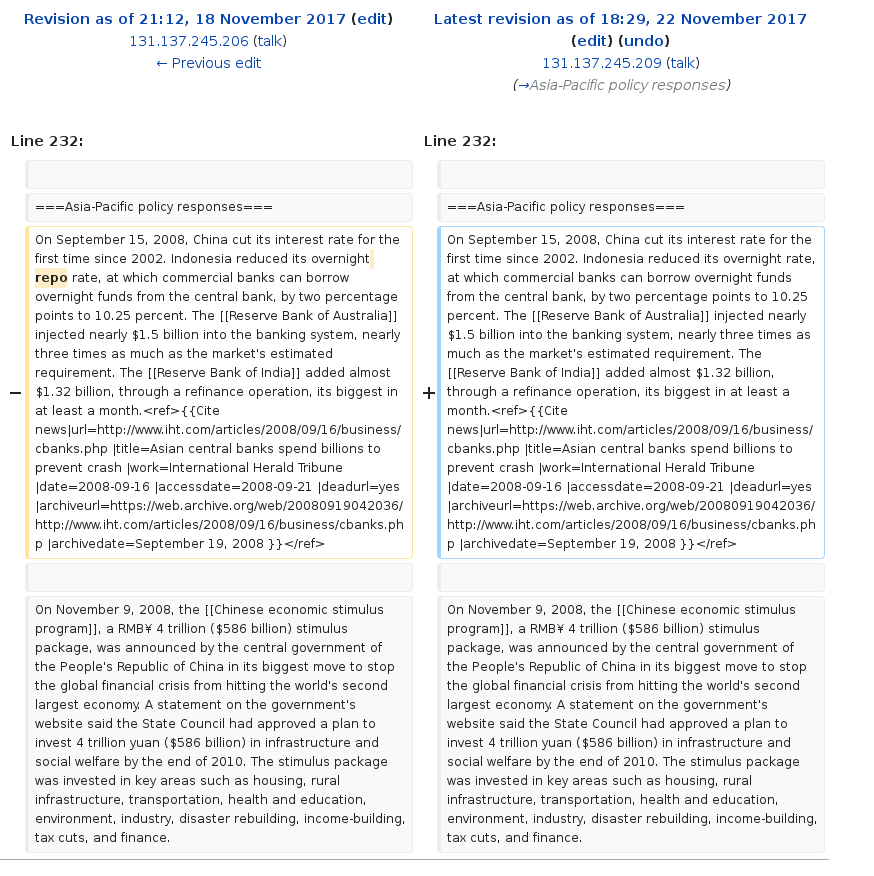 Revision as of 21:12, 18 November 2017 (edit)
131.137.245.206 (talk)
← Previous edit
Latest revision as of 18:29, 22 November 2017
(edit) (undo)
131.137.245.209 (talk)
(→Asia-Pacific policy responses)
Line 232:
Line 232:
===Asia-Pacific policy responses===
===Asia-Pacific policy responses===
−
On September 15, 2008, China cut its interest rate for the
first time since 2002. Indonesia reduced its overnight
repo rate, at which commercial banks can borrow
overnight funds from the central bank, by two percentage
points to 10.25 percent. The [[Reserve Bank of Australia]]
injected nearly $1.5 billion into the banking system, nearly
three times as much as the market's estimated
requirement. The [[Reserve Bank of India]] added almost
$1.32 billion, through a refinance operation, its biggest in
at least a month.<ref>{{Cite
news|url=http://www.iht.com/articles/2008/09/16/business/
cbanks.php |title=Asian central banks spend billions to
prevent crash |work=International Herald Tribune
|date=2008-09-16 |accessdate=2008-09-21 |deadurl=yes
|archiveurl=https://web.archive.org/web/20080919042036/
http://www.iht.com/articles/2008/09/16/business/cbanks.ph
p |archivedate=September 19, 2008 }}</ref>
+
On September 15, 2008, China cut its interest rate for the
first time since 2002. Indonesia reduced its overnight rate,
at which commercial banks can borrow overnight funds
from the central bank, by two percentage points to 10.25
percent. The [[Reserve Bank of Australia]] injected nearly
$1.5 billion into the banking system, nearly three times as
much as the market's estimated requirement. The
[[Reserve Bank of India]] added almost $1.32 billion,
through a refinance operation, its biggest in at least a
month.<ref>{{Cite
news|url=http://www.iht.com/articles/2008/09/16/business/
cbanks.php |title=Asian central banks spend billions to
prevent crash |work=International Herald Tribune
|date=2008-09-16 |accessdate=2008-09-21 |deadurl=yes
|archiveurl=https://web.archive.org/web/20080919042036/
http://www.iht.com/articles/2008/09/16/business/cbanks.ph
p |archivedate=September 19, 2008 }}</ref>
On November 9, 2008, the [[Chinese economic stimulus
program]], a RMB¥ 4 trillion ($586 billion) stimulus
package, was announced by the central government of
the People's Republic of China in its biggest move to stop
the global financial crisis from hitting the world's second
largest economy. A statement on the government's
website said the State Council had approved a plan to
invest 4 trillion yuan ($586 billion) in infrastructure and
social welfare by the end of 2010. The stimulus package
was invested in key areas such as housing, rural
infrastructure, transportation, health and education,
environment, industry, disaster rebuilding, income-building,
tax cuts, and finance.
On November 9, 2008, the [[Chinese economic stimulus
program]], a RMB¥ 4 trillion ($586 billion) stimulus
package, was announced by the central government of
the People's Republic of China in its biggest move to stop
the global financial crisis from hitting the world's second
largest economy. A statement on the government's
website said the State Council had approved a plan to
invest 4 trillion yuan ($586 billion) in infrastructure and
social welfare by the end of 2010. The stimulus package
was invested in key areas such as housing, rural
infrastructure, transportation, health and education,
environment, industry, disaster rebuilding, income-building,
tax cuts, and finance.